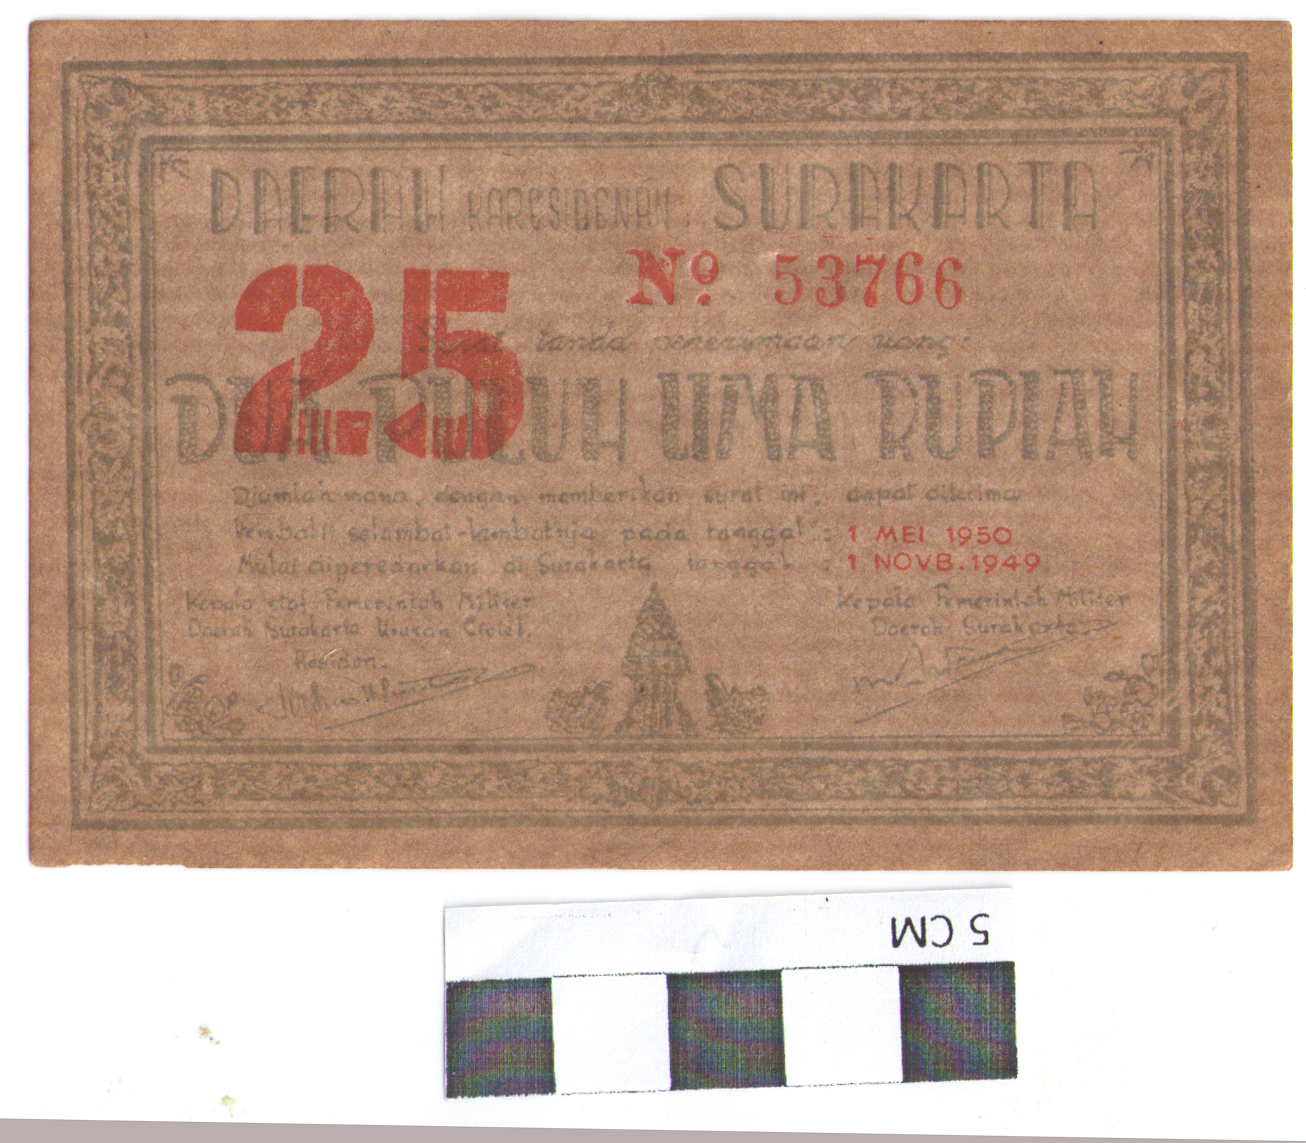 DAERAH KARESIDENAN SURAKARTA
25
No. 53766
Surat tanda penerimaan uang:
DUA PULUH LIMA RUPIAH
Djumlah mana, dengan memberikan surat ini, dapat diterima
kembali selambat-lambatnja pada tanggal : 1 MEI 1950
Mulai diperedarkan di Surakarta tanggal : 1 NOVB. 1949
Kepala staf Pemerintah Militer
Daerah Surakarta Urusan Cipiel,
Residen.
Kepala Pemerintah Militer
Daerah Surakarta.
5 CM